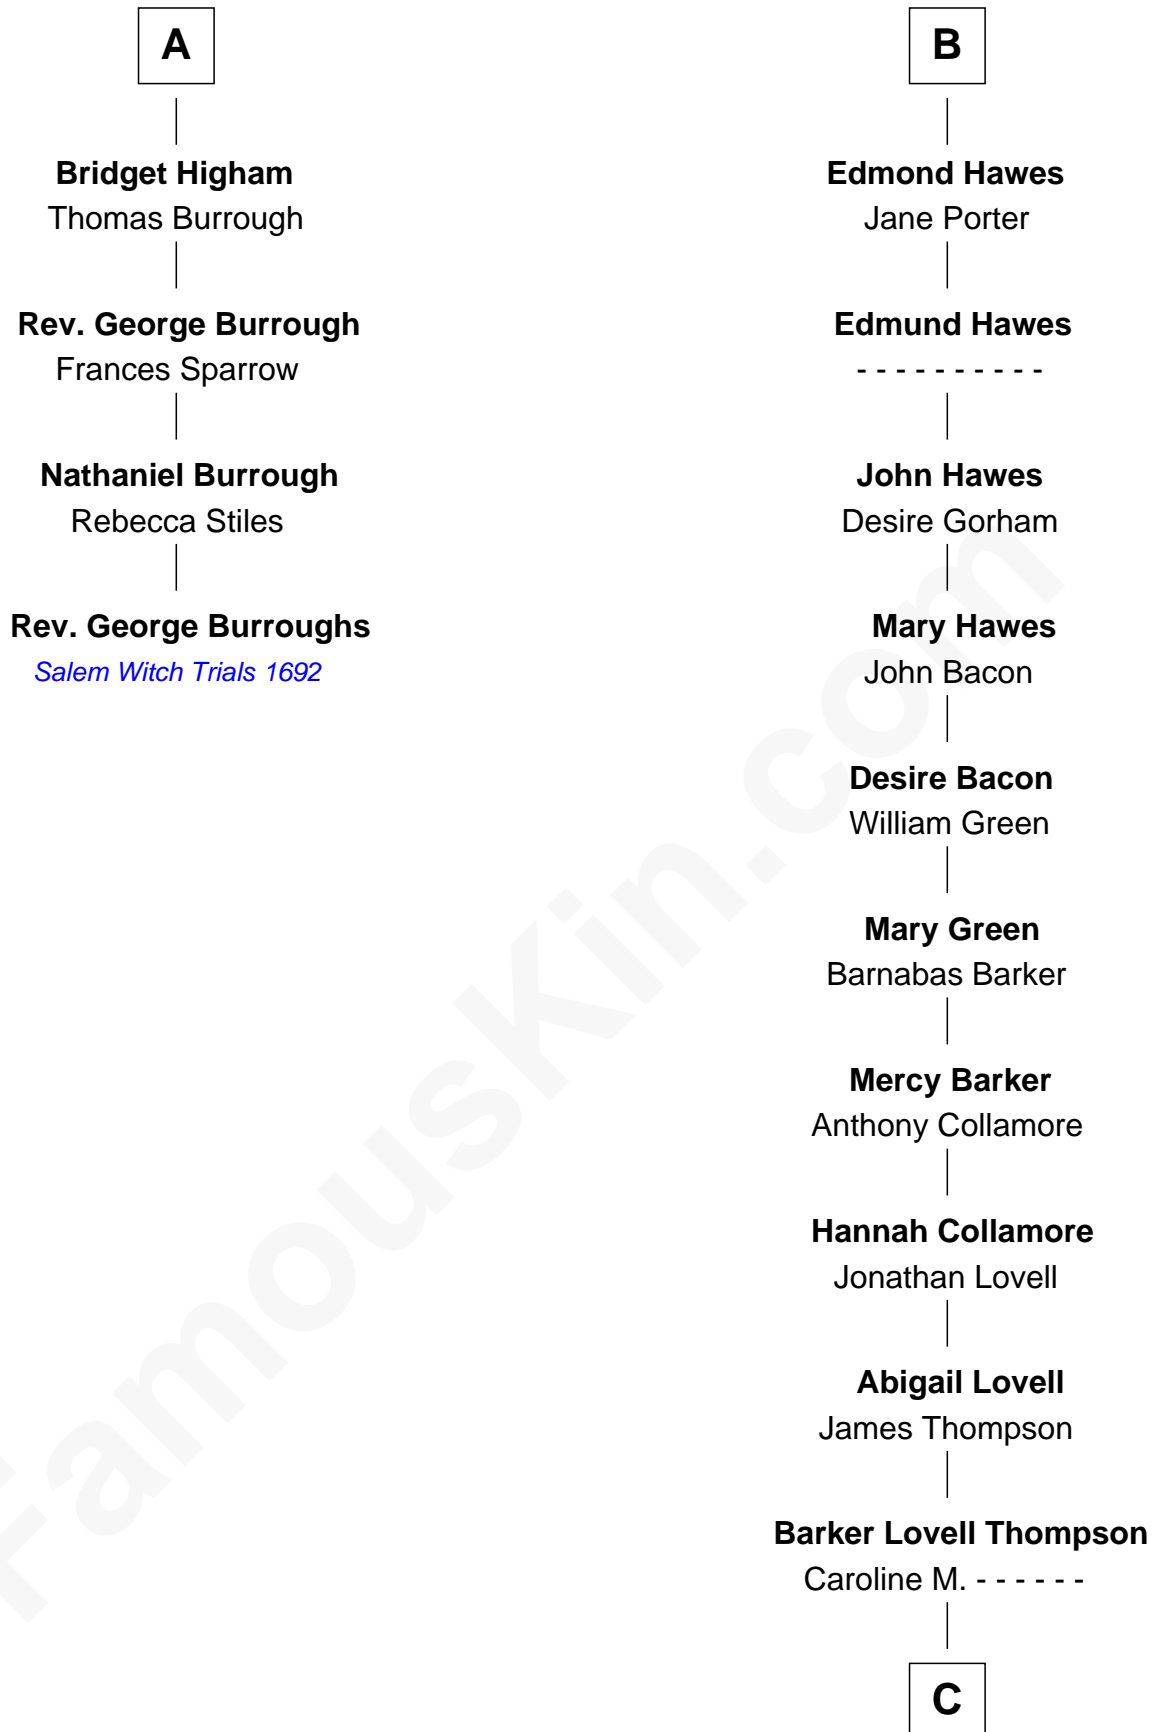 A
Bridget Higham
Thomas Burrough
Rev. George Burrough
Frances Sparrow
Nathaniel Burrough
Rebecca Stiles
Rev. George Burroughs
Salem Witch Trials 1692
B
Edmond Hawes
Jane Porter
Edmund Hawes
- - - - - - - - - -
John Hawes
Desire Gorham
Mary Hawes
John Bacon
Desire Bacon
William Green
Mary Green
Barnabas Barker
Mercy Barker
Anthony Collamore
Hannah Collamore
Jonathan Lovell
Abigail Lovell
James Thompson
Barker Lovell Thompson
Caroline M. - - - - - -
C
FamousKin.com